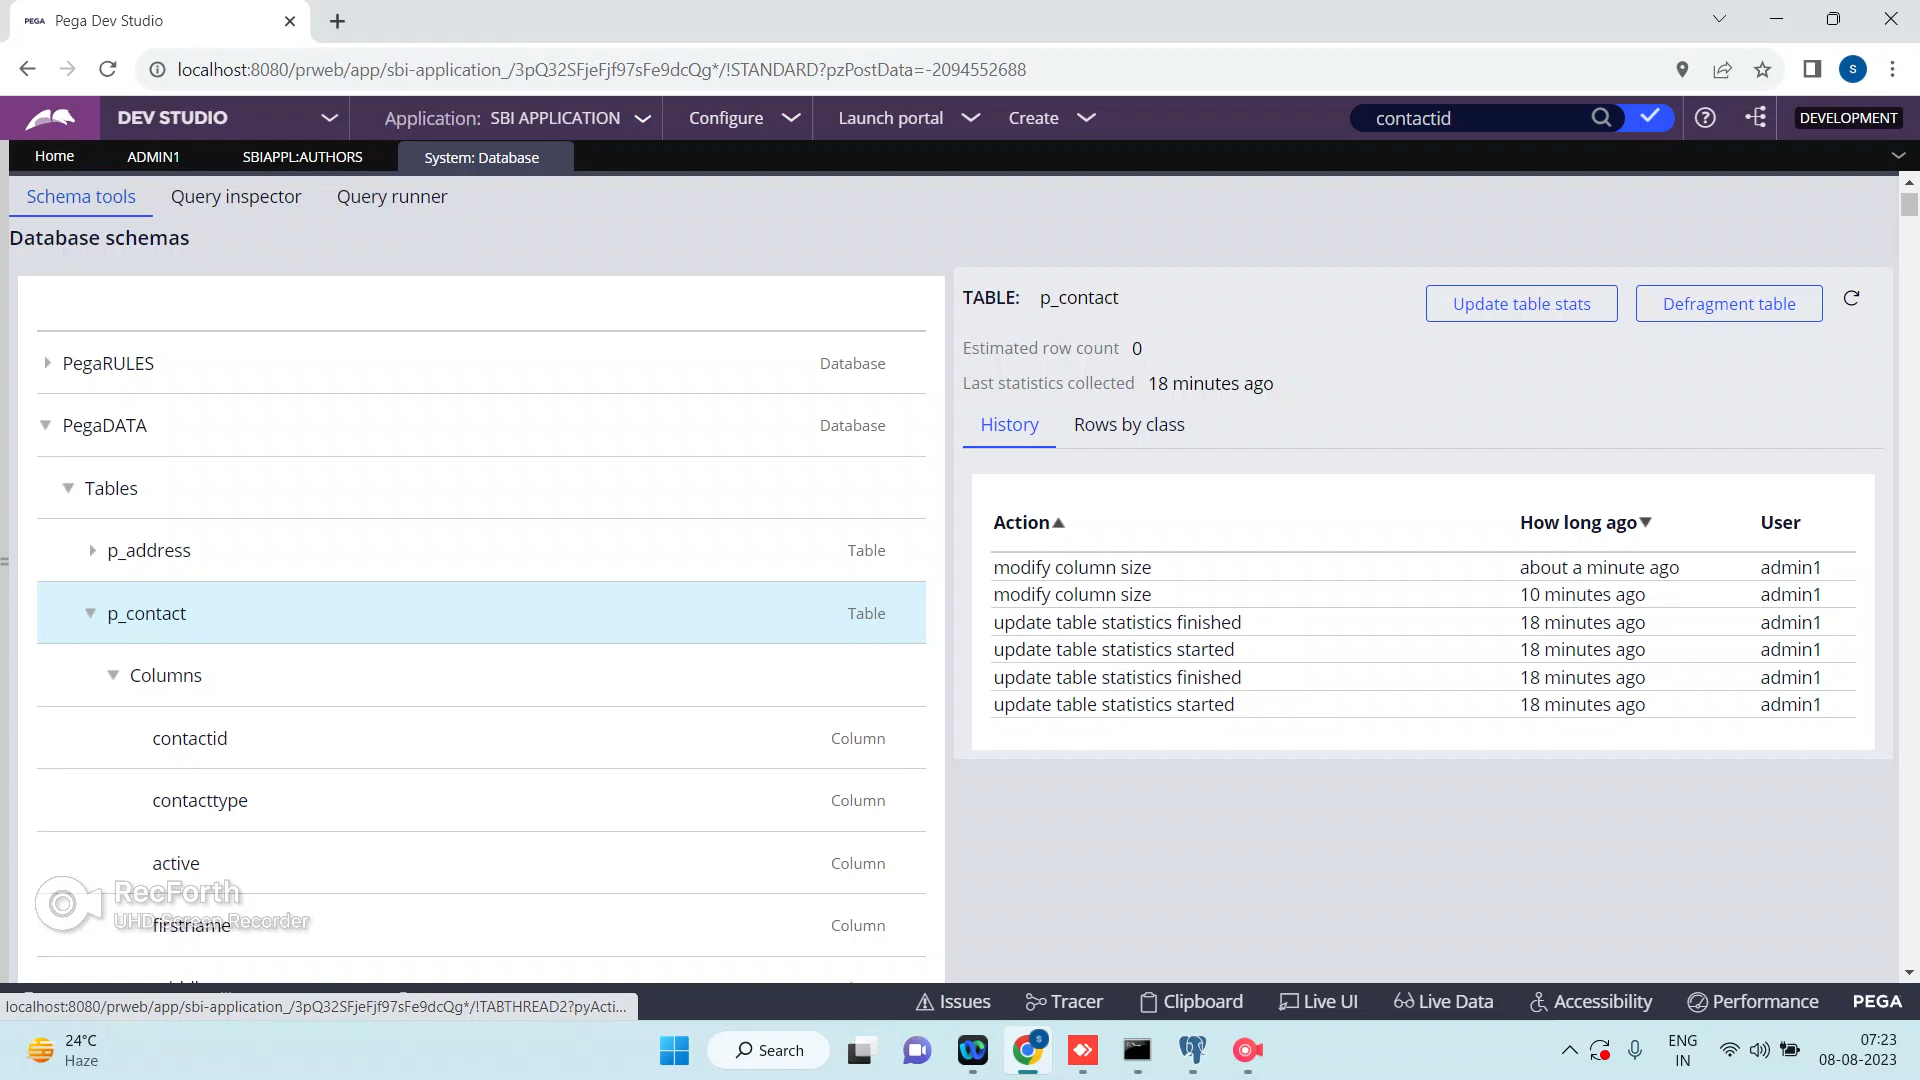 PEGA Pega Dev Studio
localhost:8080/prweb/app/sbi-application_/3pQ32SFjeFjf97sFe9dcQg*/!STANDARD?pzPostData=-2094552688
S
DEV STUDIO Application: SBI APPLICATION Configure Launch portal Create contactid DEVELOPMENT
Home ADMIN1 SBIAPPL:AUTHORS System: Database
Schema tools Query inspector Query runner
Database schemas
TABLE: p_contact Update table stats Defragment table
Estimated row count 0
Last statistics collected 18 minutes ago
History Rows by class
PegaRULES Database
PegaDATA Database
Tables
p_address Table
p_contact Table
Columns
contactid Column
contacttype Column
active Column
firstname Column
Action How long ago User
modify column size about a minute ago admin1
modify column size 10 minutes ago admin1
update table statistics finished 18 minutes ago admin1
update table statistics started 18 minutes ago admin1
update table statistics finished 18 minutes ago admin1
update table statistics started 18 minutes ago admin1
RecForth
UHD Screen Recorder
localhost:8080/prweb/app/sbi-application_/3pQ32SFjeFjf97sFe9dcQg*/!TABTHREAD2?pyActi...
Issues Tracer Clipboard Live UI Live Data Accessibility Performance PEGA
24°C
Haze
Search
ENG
IN
07:23
08-08-2023